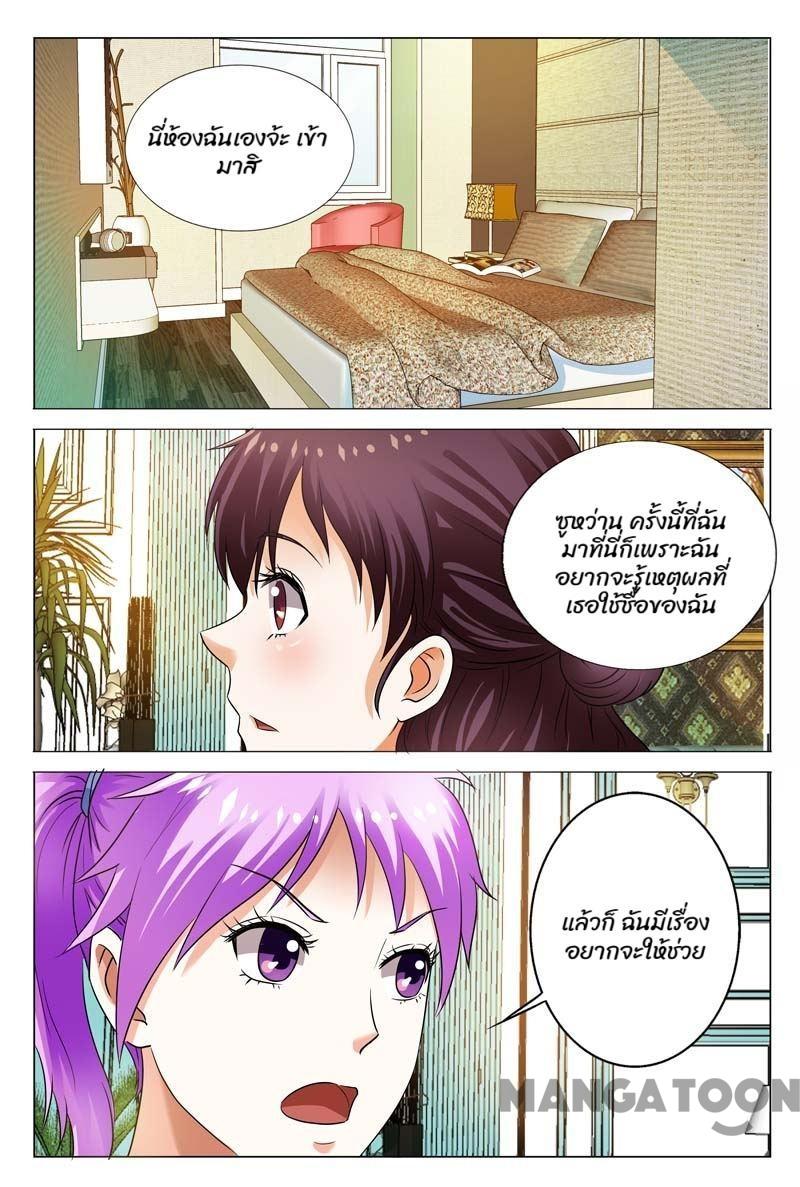 นี่ห้องฉันเองจ้ะ เข้า
มาสิ
ซูหว่าน ครั้งนี้ที่ฉัน
มาที่นี่ก็เพราะฉัน
อยากจะรู้เหตุผลที่
เธอใช้ชื่อของฉัน
แล้วก็ ฉันมีเรื่อง
อยากจะให้ช่วย
MANGATOON